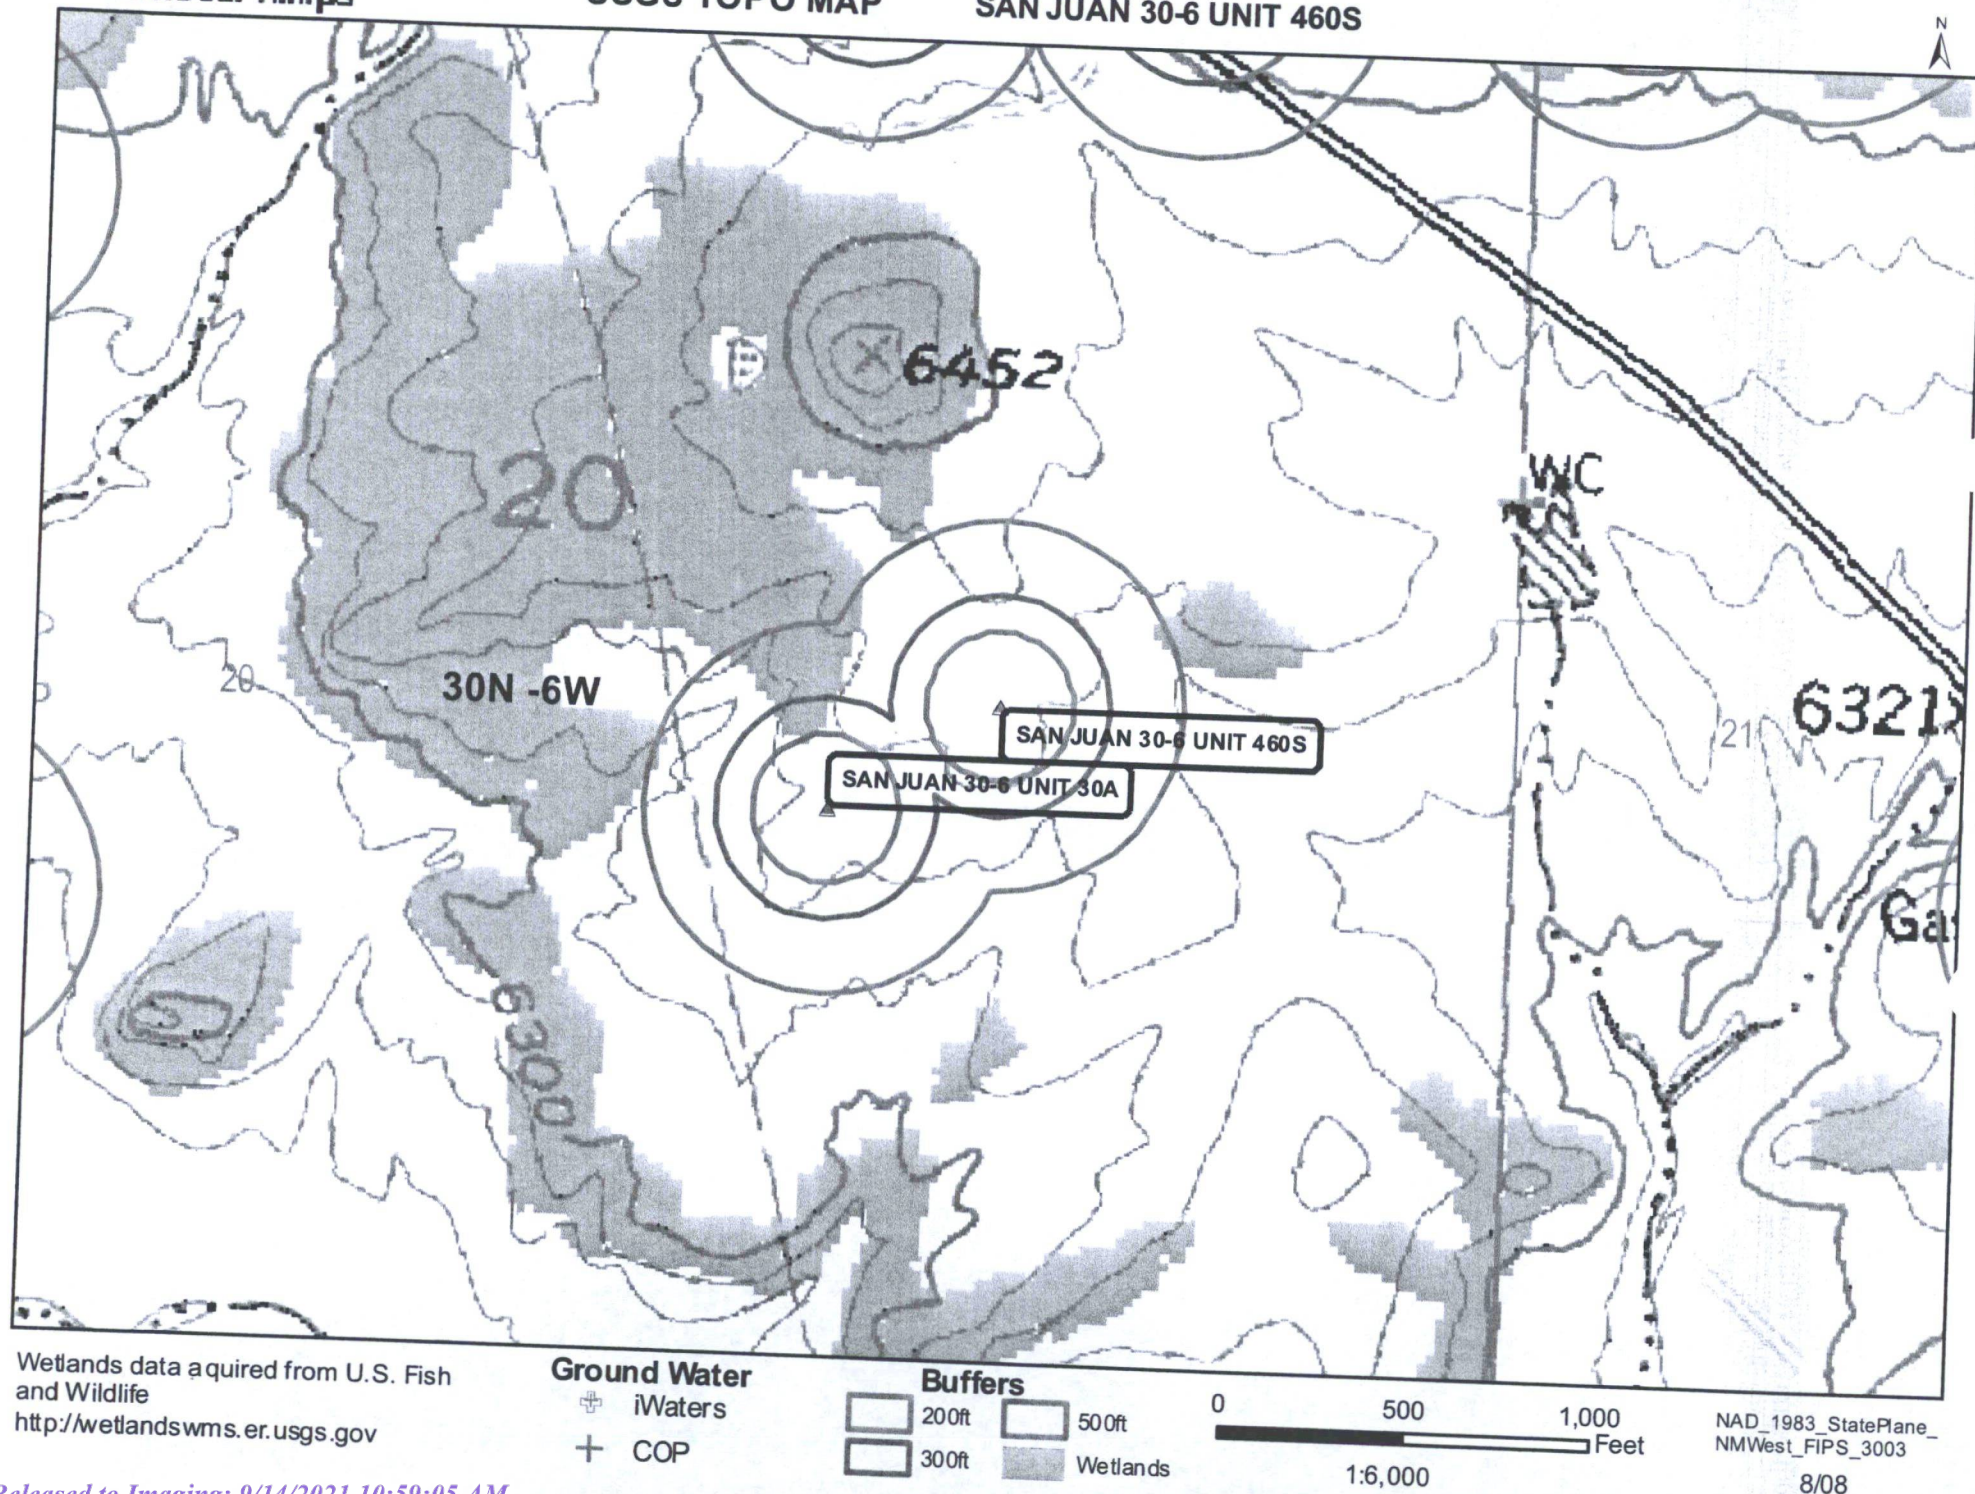 USGS TOPO MAP
SAN JUAN 30-6 UNIT 460S
N
6452
20
WC
20
30N -6W
6321
21
SAN JUAN 30-6 UNIT 460S
SAN JUAN 30-6 UNIT 30A
6300
Wetlands data aquired from U.S. Fish
and Wildlife
http://wetlandswms.er.usgs.gov
Ground Water
iWaters
COP
Buffers
200ft
500ft
300ft
Wetlands
0 500 1,000
Feet
1:6,000
NAD_1983_StatePlane_
NMWest_FIPS_3003
8/08
Released to Imaging: 9/14/2021 10:59:05 AM